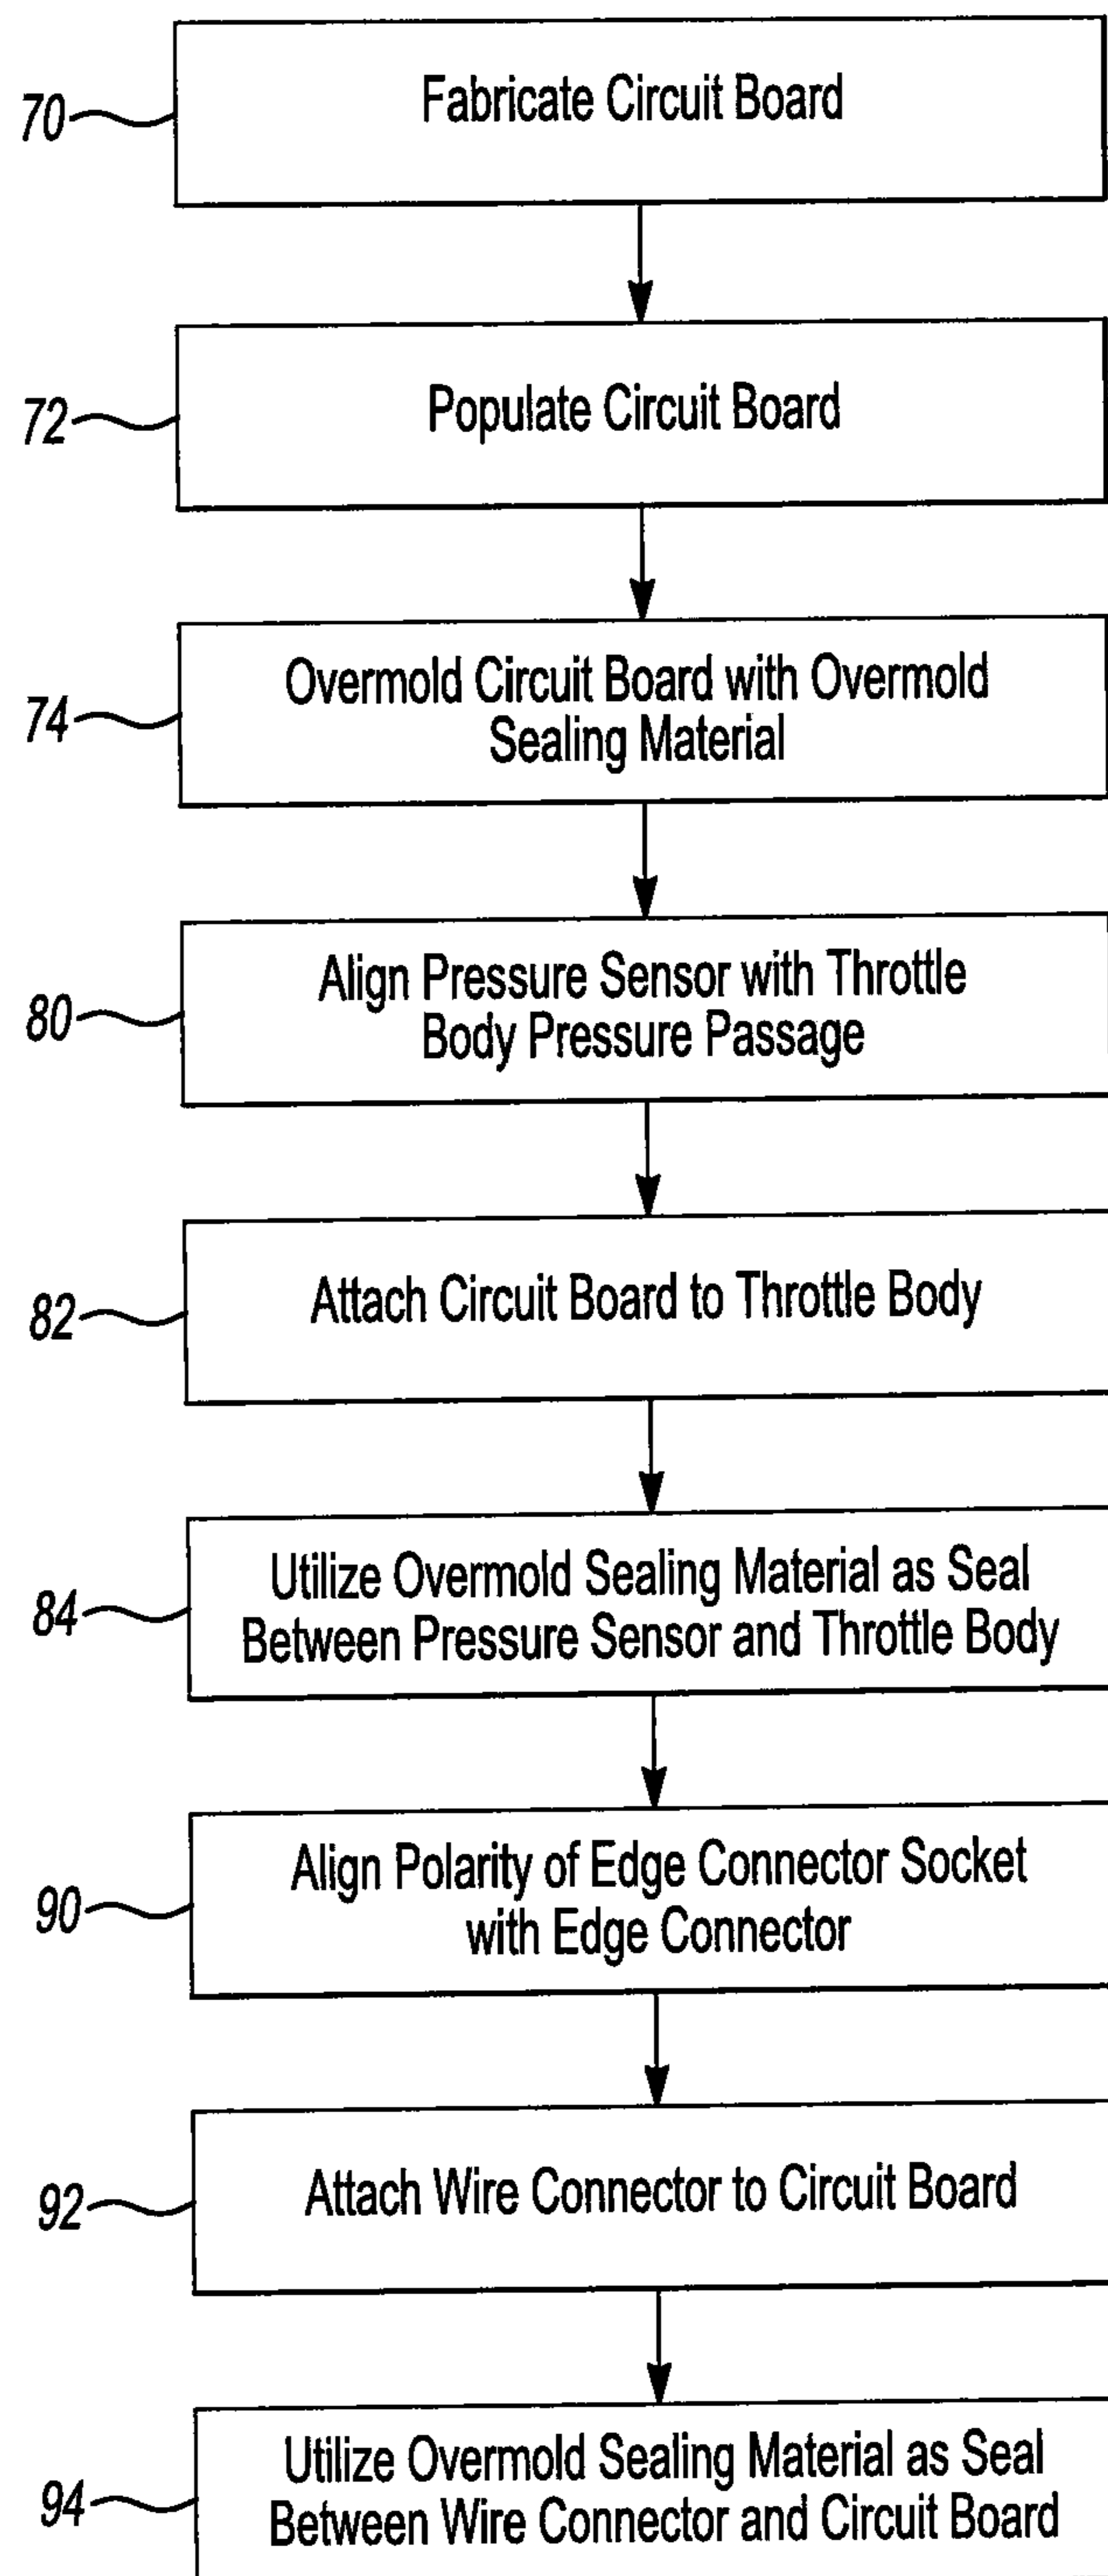 70
Fabricate Circuit Board
72
Populate Circuit Board
74
Overmold Circuit Board with Overmold
Sealing Material
80
Align Pressure Sensor with Throttle
Body Pressure Passage
82
Attach Circuit Board to Throttle Body
84
Utilize Overmold Sealing Material as Seal
Between Pressure Sensor and Throttle Body
90
Align Polarity of Edge Connector Socket
with Edge Connector
92
Attach Wire Connector to Circuit Board
94
Utilize Overmold Sealing Material as Seal
Between Wire Connector and Circuit Board